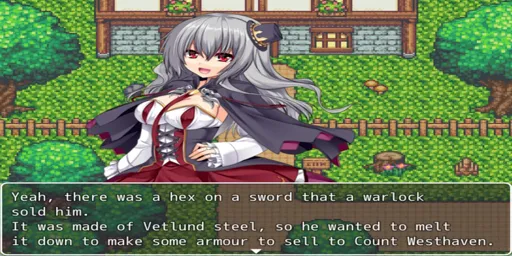 Yeah, there was a hex on a sword that a warlock
sold him.
It was made of Vetlund steel, so he wanted to melt
it down to make some armour to sell to Count Westhaven.